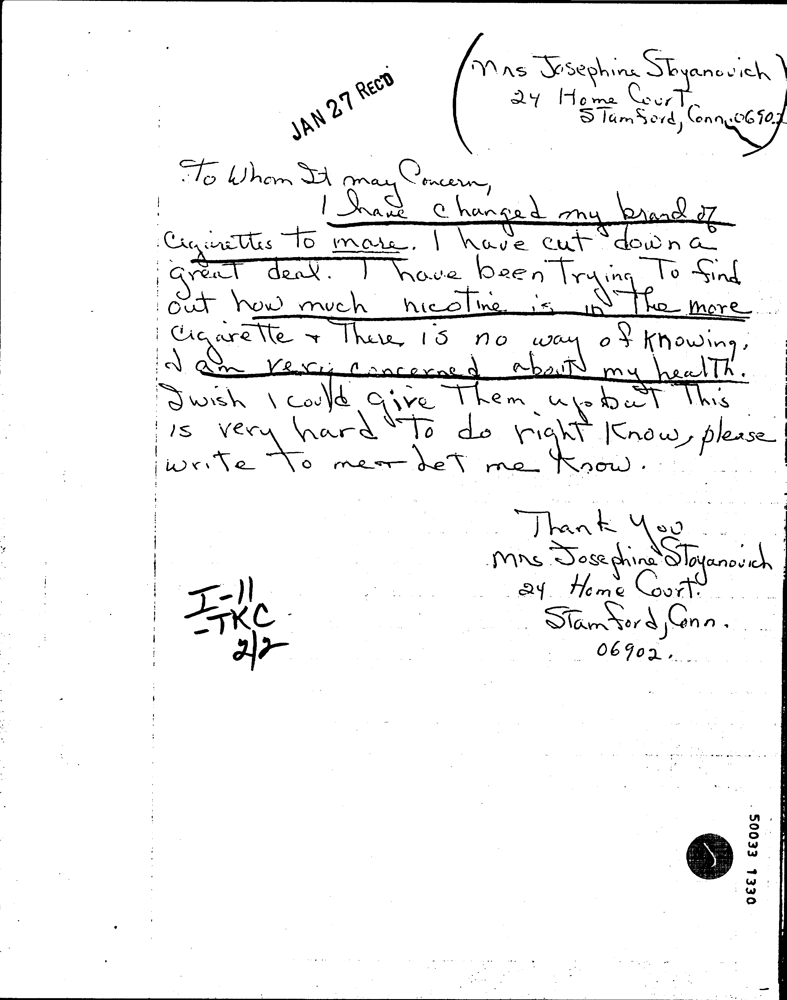 Mrs Josephine Stoyanovich
24 Home Court
Stamford, Conn. 06902
JAN 27 REC'D
To Whom It may Concern,
I have changed my brand of
Cigirettes to more. I have cut down a
great deal. I have been Trying To find
out how much nicotine is in The more
Cigarette + There is no way of Knowing,
I am very concerned about my health.
I wish I could give Them up but This
is very hard To do right Know, please
write To me + Let me Know.
Thank You
Mrs Josephine Stoyanovich
24 Home Court.
Stamford, Conn.
06902.
I-11
-TKC
2/2
50033 1330